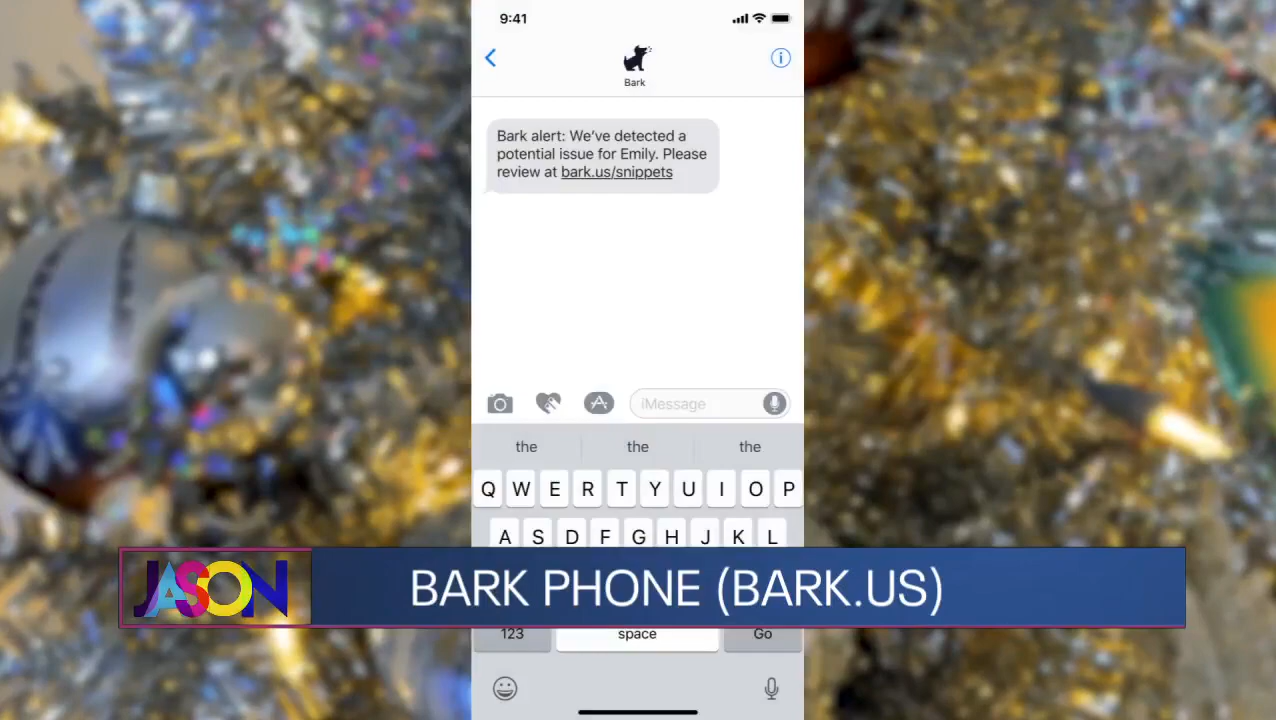 9:41
Bark
Bark alert: We've detected a
potential issue for Emily. Please
review at bark.us/snippets
iMessage
the the the
Q W E R T Y U I O P
A S D F G H J K L
JASON
BARK PHONE (BARK.US)
123 space Go